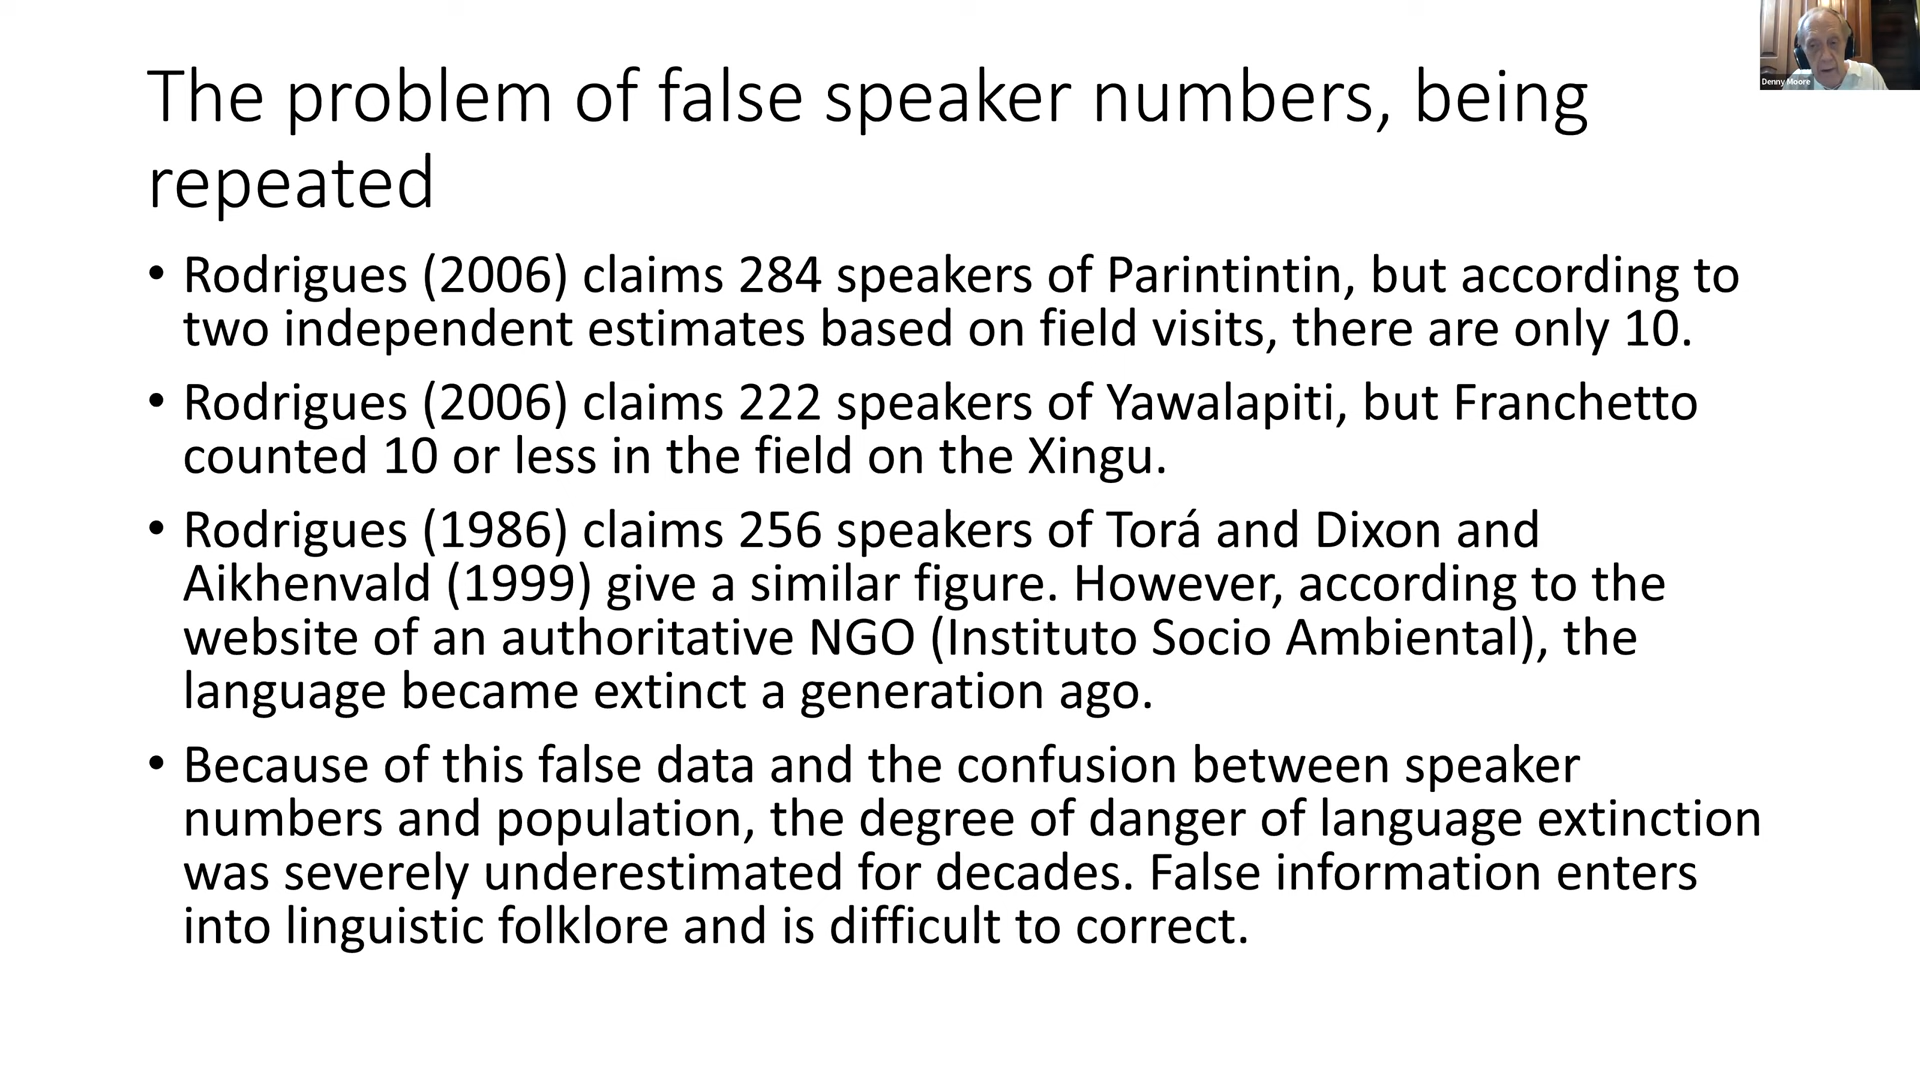 The problem of false speaker numbers, being
repeated
Denny Moore
• Rodrigues (2006) claims 284 speakers of Parintintin, but according to
two independent estimates based on field visits, there are only 10.
• Rodrigues (2006) claims 222 speakers of Yawalapiti, but Franchetto
counted 10 or less in the field on the Xingu.
• Rodrigues (1986) claims 256 speakers of Torá and Dixon and
Aikhenvald (1999) give a similar figure. However, according to the
website of an authoritative NGO (Instituto Socio Ambiental), the
language became extinct a generation ago.
• Because of this false data and the confusion between speaker
numbers and population, the degree of danger of language extinction
was severely underestimated for decades. False information enters
into linguistic folklore and is difficult to correct.